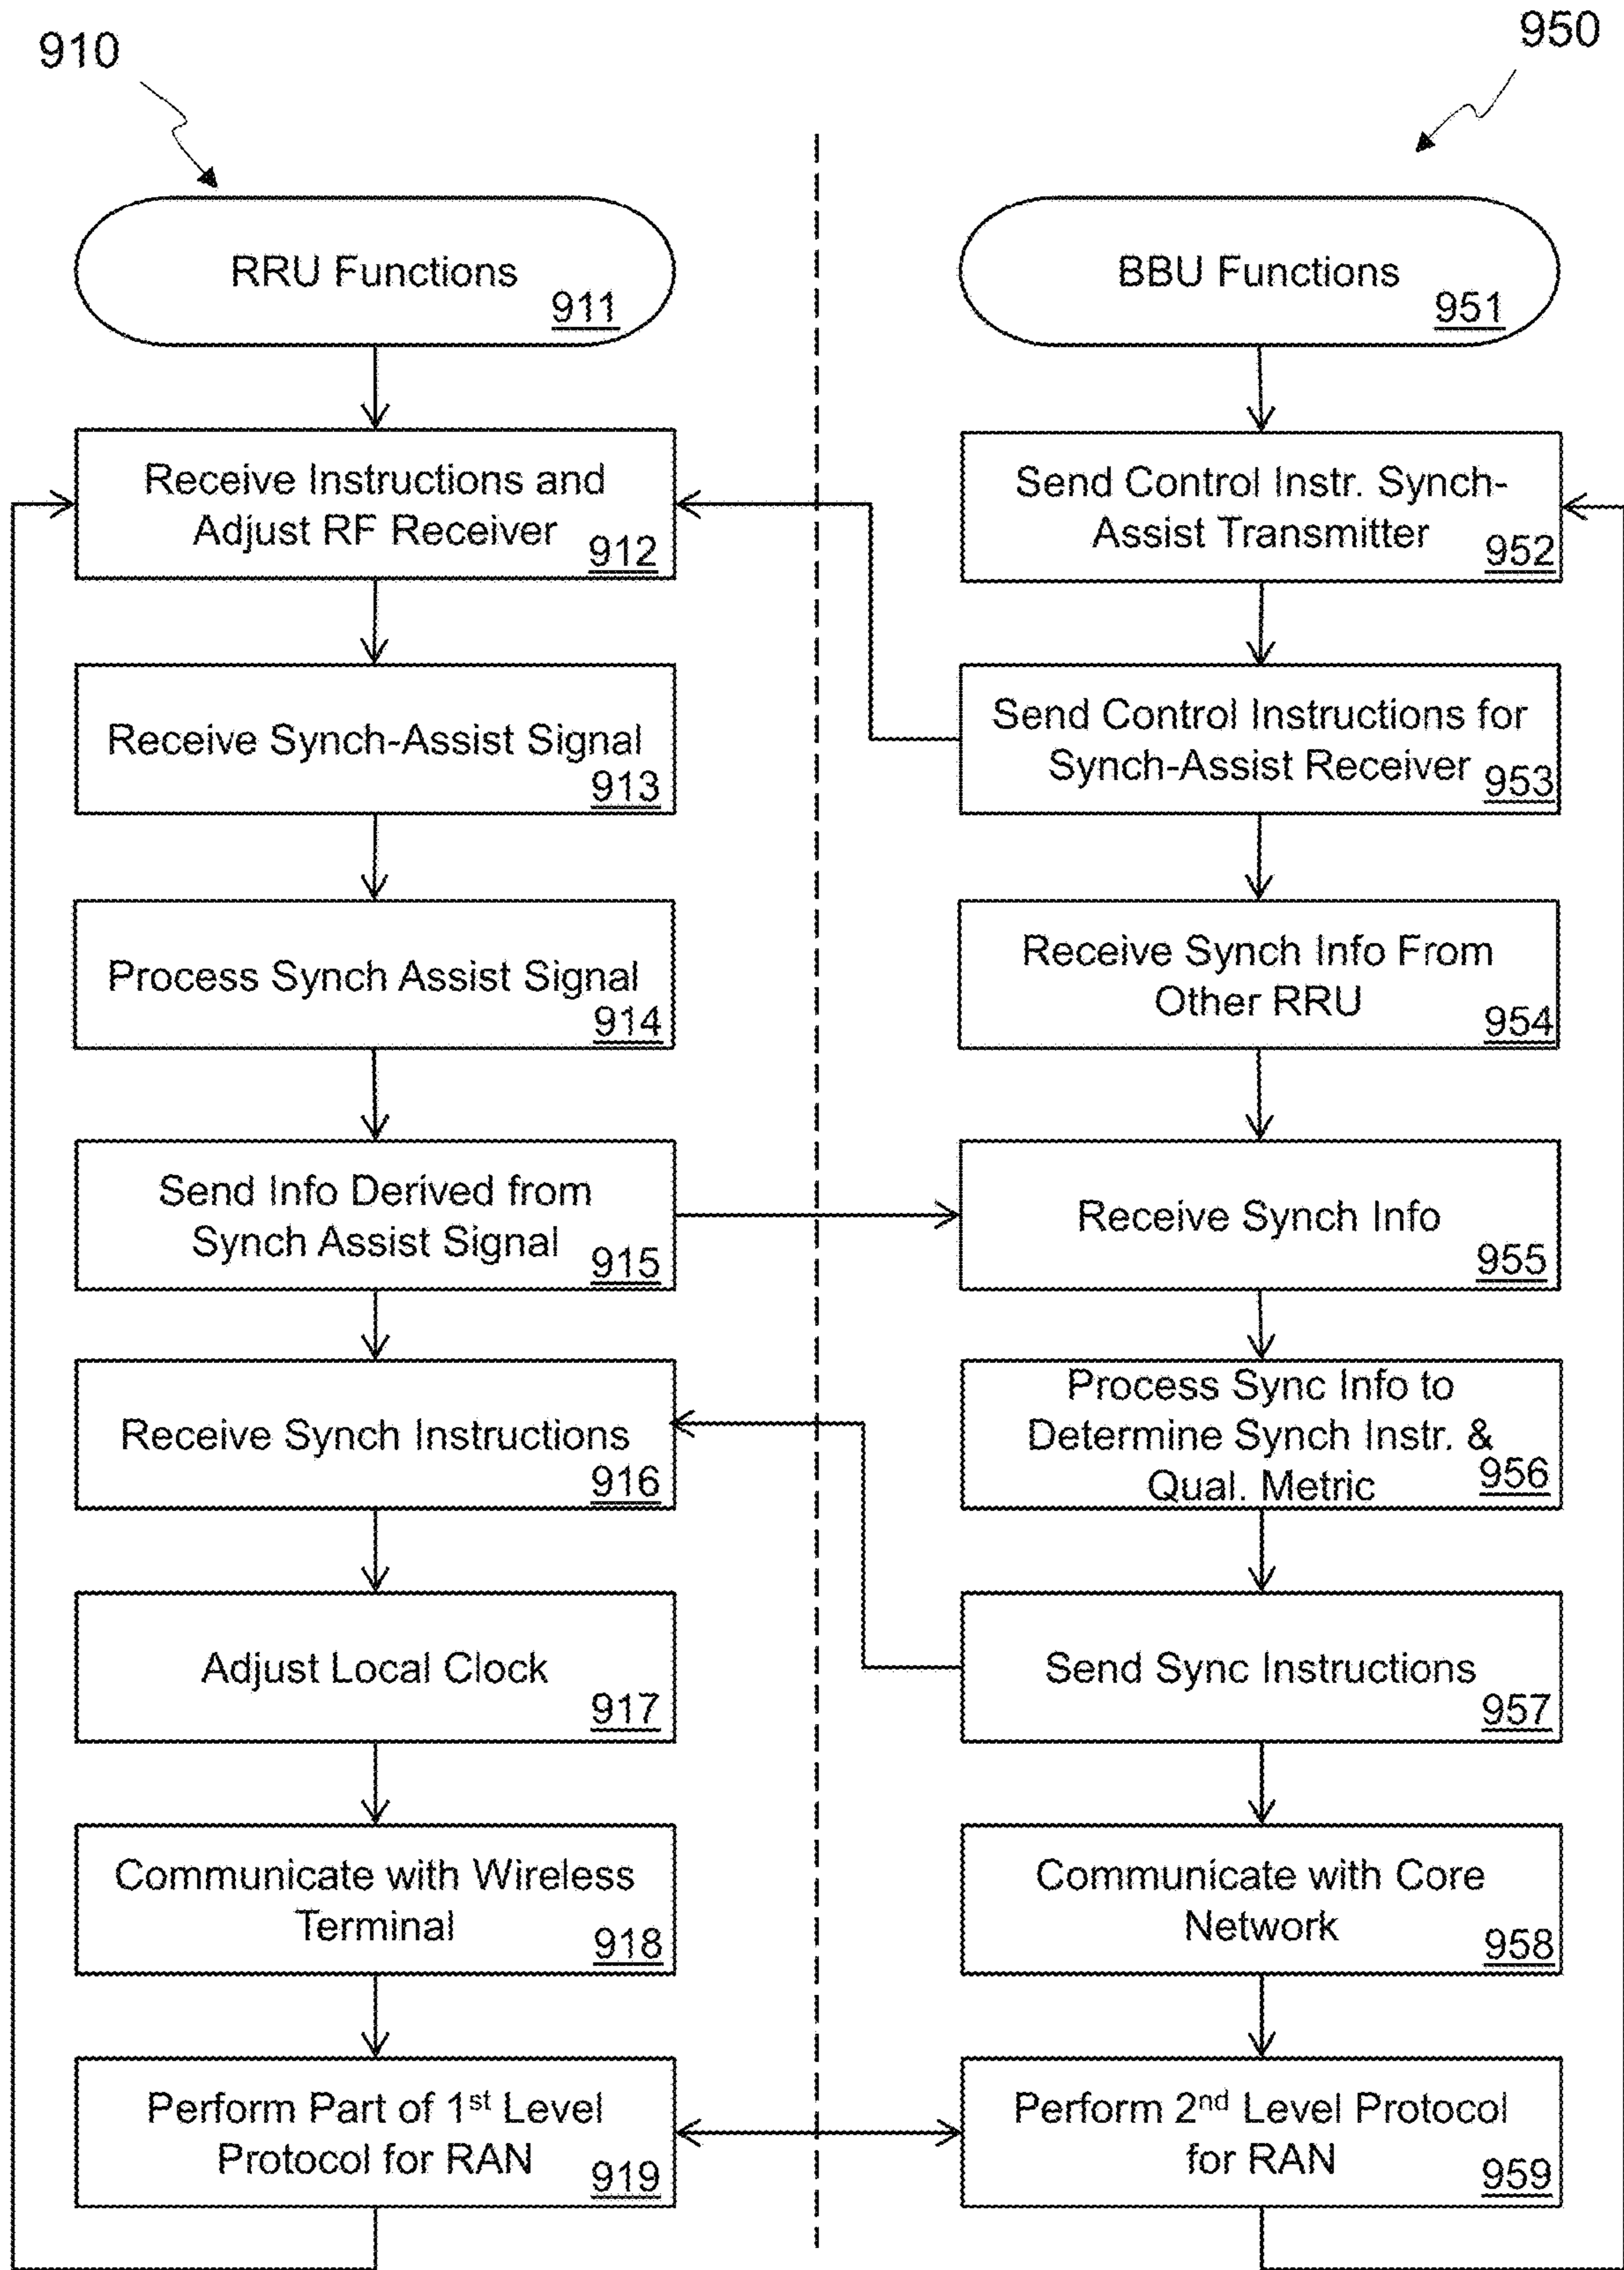 910
950
RRU Functions
911
BBU Functions
951
Receive Instructions and
Adjust RF Receiver
912
Send Control Instr. Synch-
Assist Transmitter
952
Receive Synch-Assist Signal
913
Send Control Instructions for
Synch-Assist Receiver
953
Process Synch Assist Signal
914
Receive Synch Info From
Other RRU
954
Send Info Derived from
Synch Assist Signal
915
Receive Synch Info
955
Receive Synch Instructions
916
Process Sync Info to
Determine Synch Instr. &
Qual. Metric
956
Adjust Local Clock
917
Send Sync Instructions
957
Communicate with Wireless
Terminal
918
Communicate with Core
Network
958
Perform Part of 1st Level
Protocol for RAN
919
Perform 2nd Level Protocol
for RAN
959